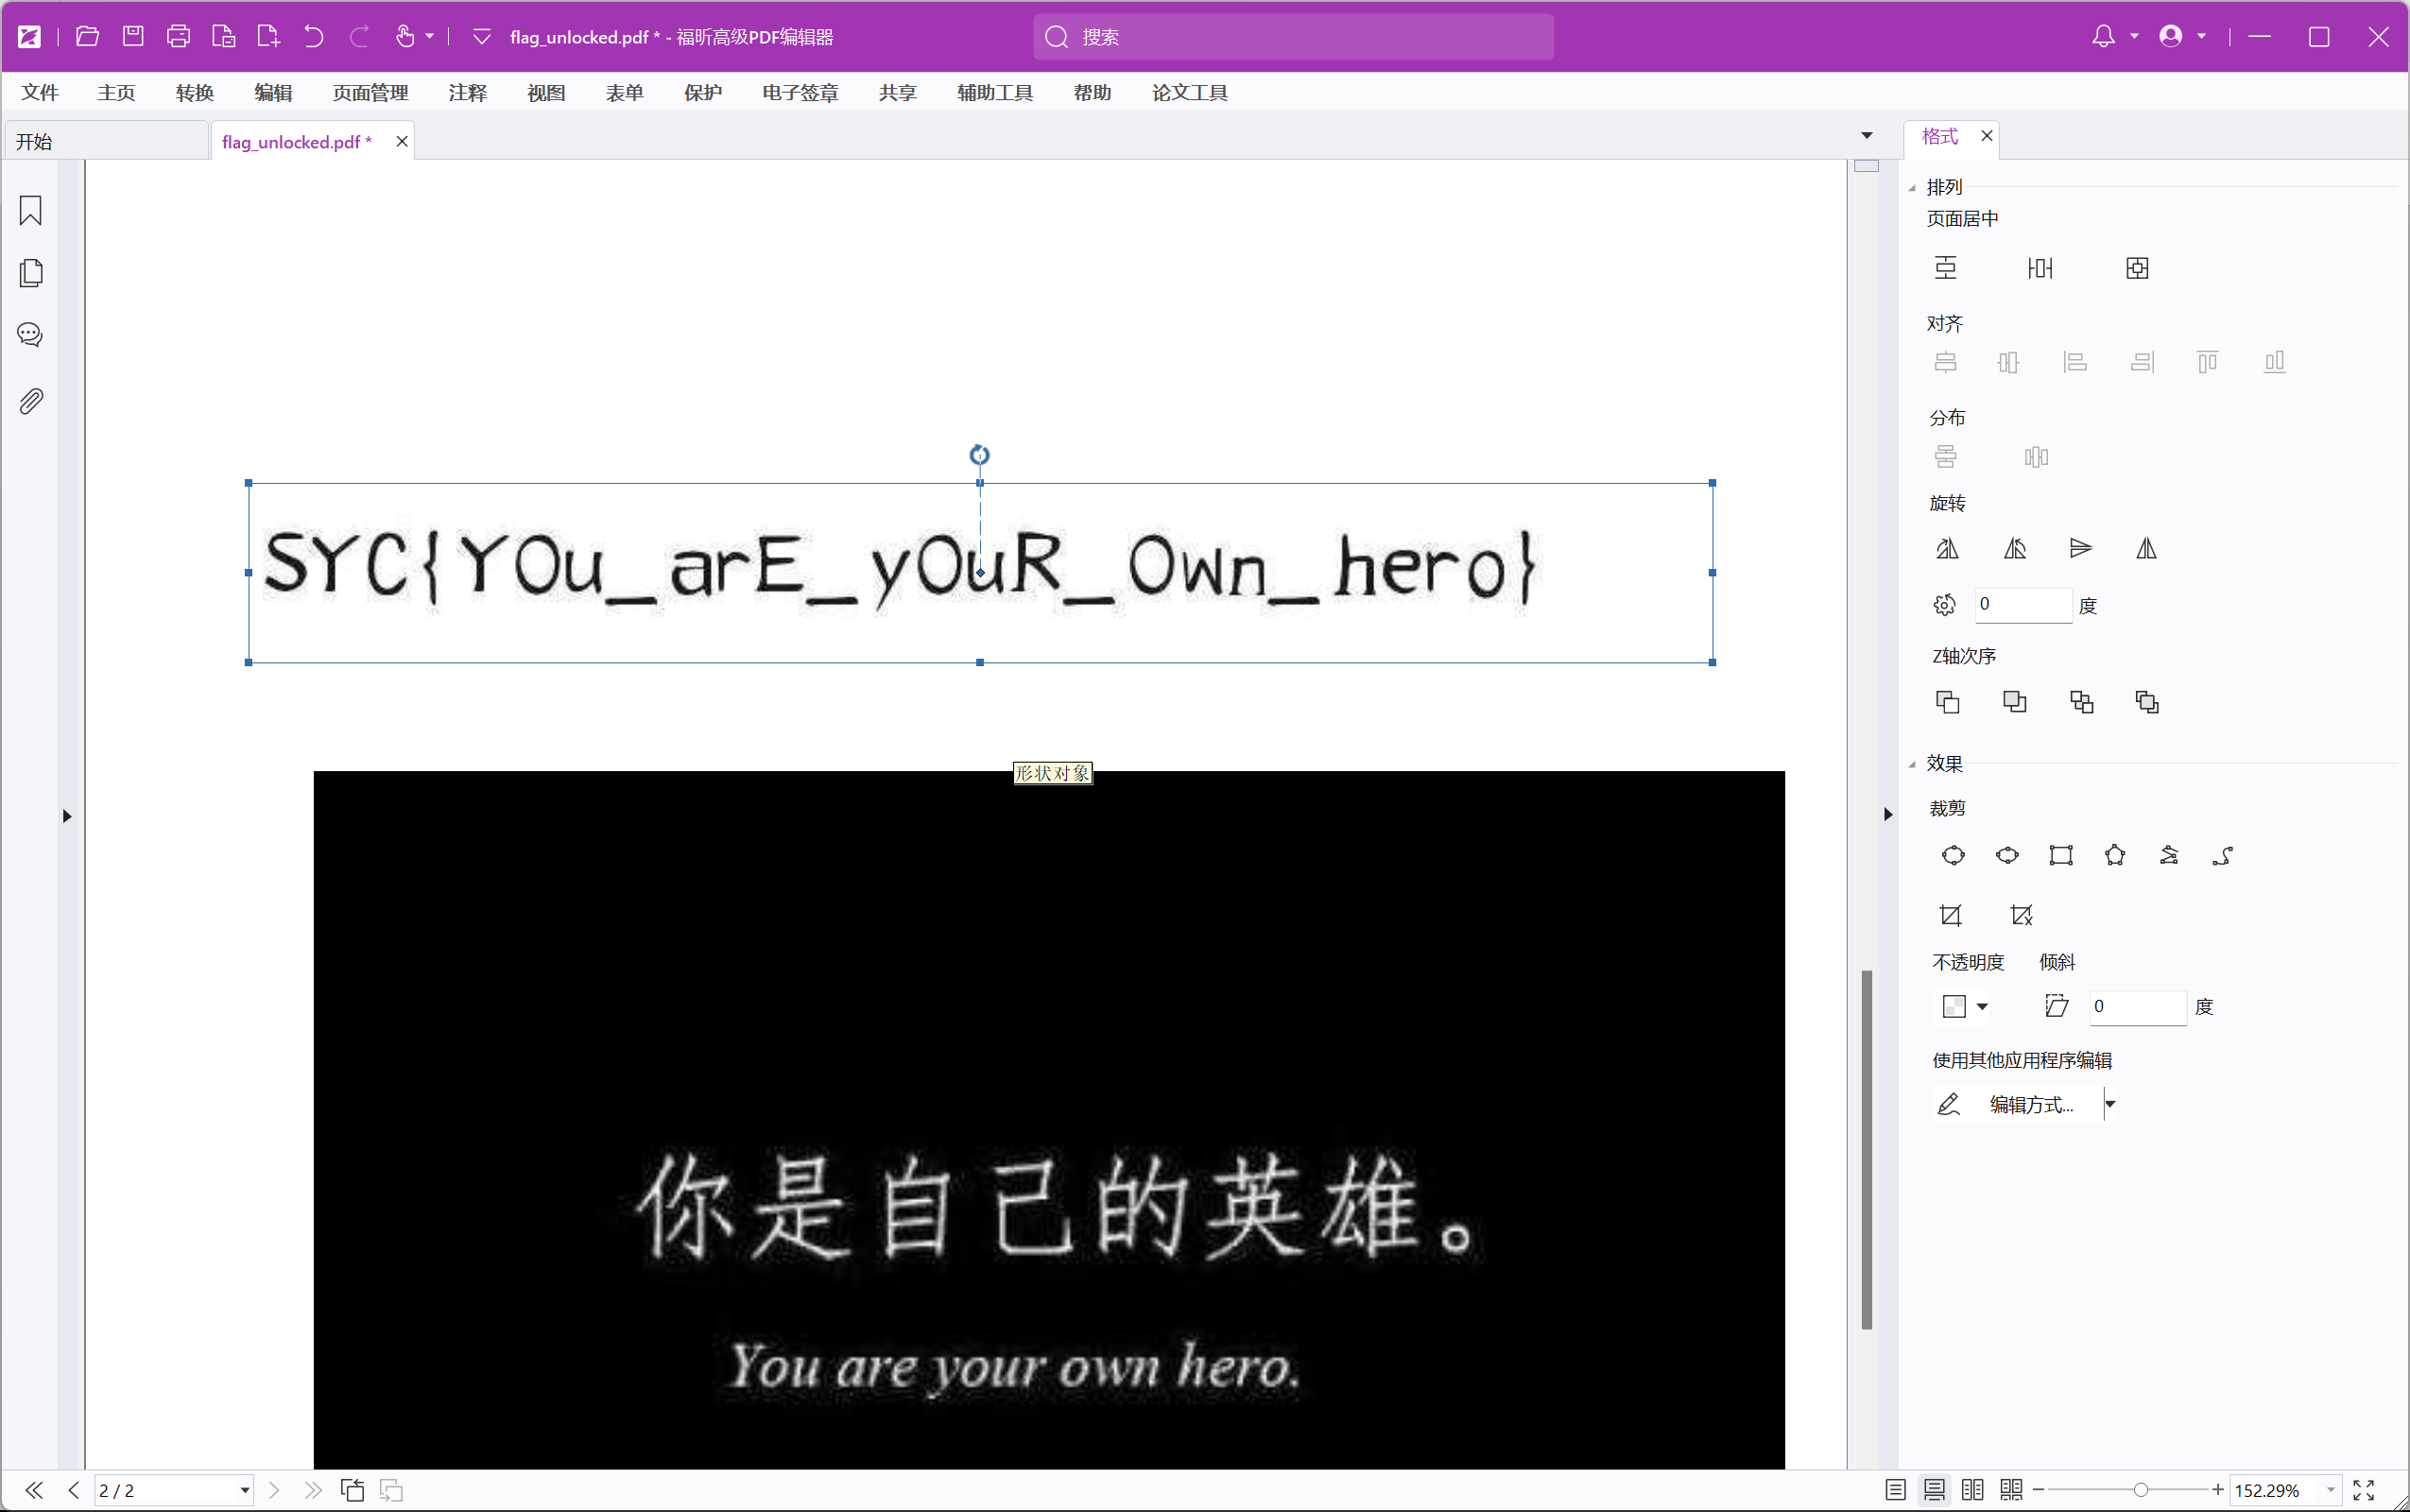 flag_unlocked.pdf * - 福昕高级PDF编辑器
搜索
文件 主页 转换 编辑 页面管理 注释 视图 表单 保护 电子签章 共享 辅助工具 帮助 论文工具
开始
flag_unlocked.pdf *
格式
排列
页面居中
对齐
分布
旋转
0 度
Z轴次序
效果
裁剪
不透明度 倾斜
0 度
使用其他应用程序编辑
编辑方式...
SYC{YOu_arE_yOuR_Own_hero}
形状对象
你是自己的英雄。
You are your own hero.
2 / 2
152.29%